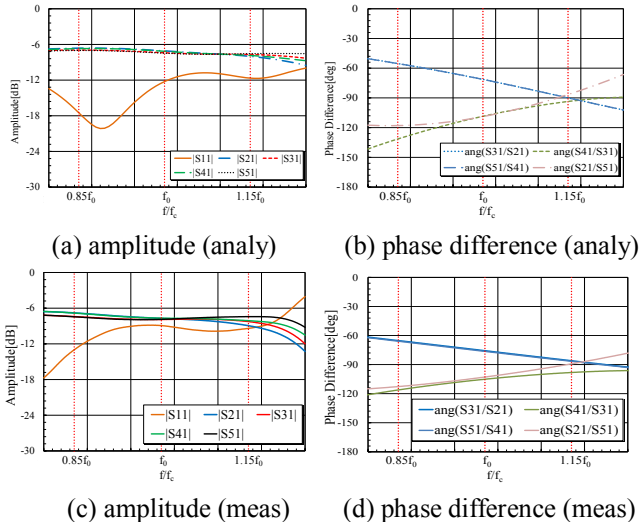 0
-6
-12
-18
-24
-30
Amplitude[dB]
|S11| |S21| |S31|
|S41| |S51|
0.85f0 f0 1.15f0
f/fc
(a) amplitude (analy)
0
-30
-60
-90
-120
-150
-180
Phase Difference[deg]
ang(S31/S21) ang(S41/S31)
ang(S51/S41) ang(S21/S51)
0.85f0 f0 1.15f0
f/fc
(b) phase difference (analy)
0
-6
-12
-18
-24
-30
Amplitude[dB]
|S11| |S21| |S31|
|S41| |S51|
0.85f0 f0 1.15f0
f/fc
(c) amplitude (meas)
0
-30
-60
-90
-120
-150
-180
Phase Difference[deg]
ang(S31/S21) ang(S41/S31)
ang(S51/S41) ang(S21/S51)
0.85f0 f0 1.15f0
f/fc
(d) phase difference (meas)